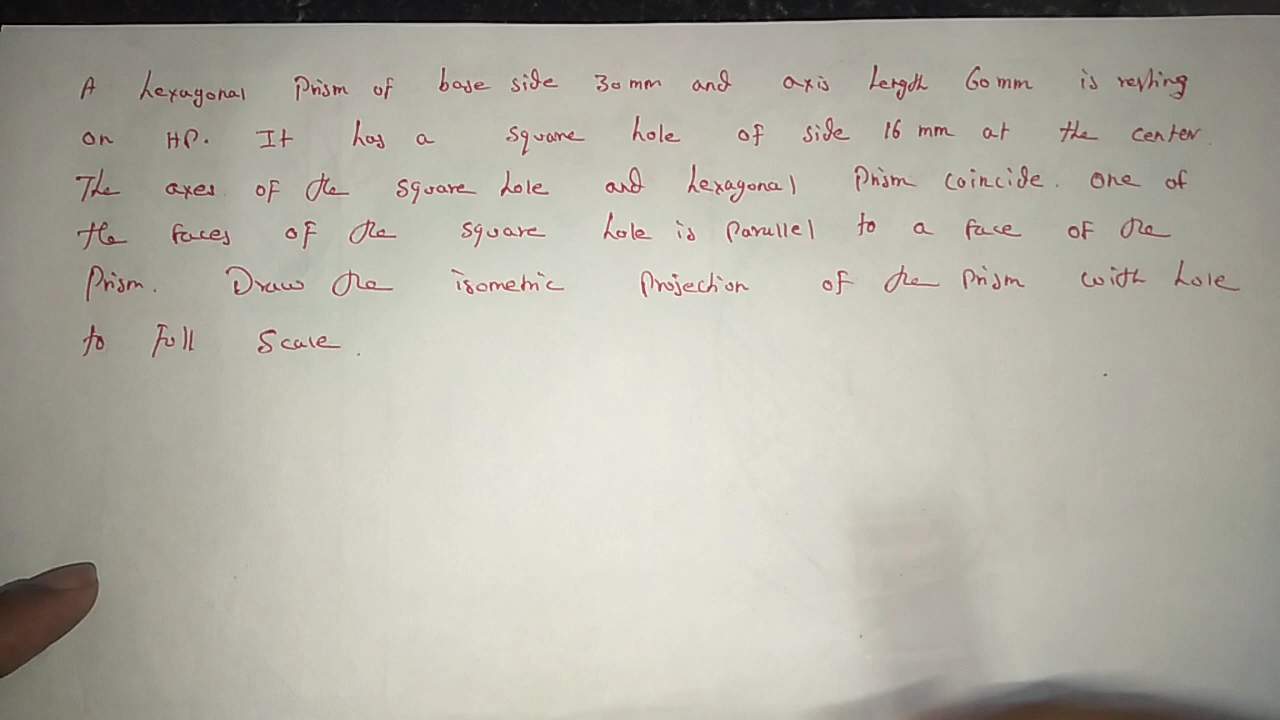 A hexagonal Prism of base side 30 mm and axis length 60 mm is resting
on HP. It has a square hole of side 16 mm at the center.
The axes of the square hole and hexagonal Prism coincide. One of
the faces of the square hole is parallel to a face of the
Prism. Draw the isometric Projection of the prism with hole
to Full Scale.